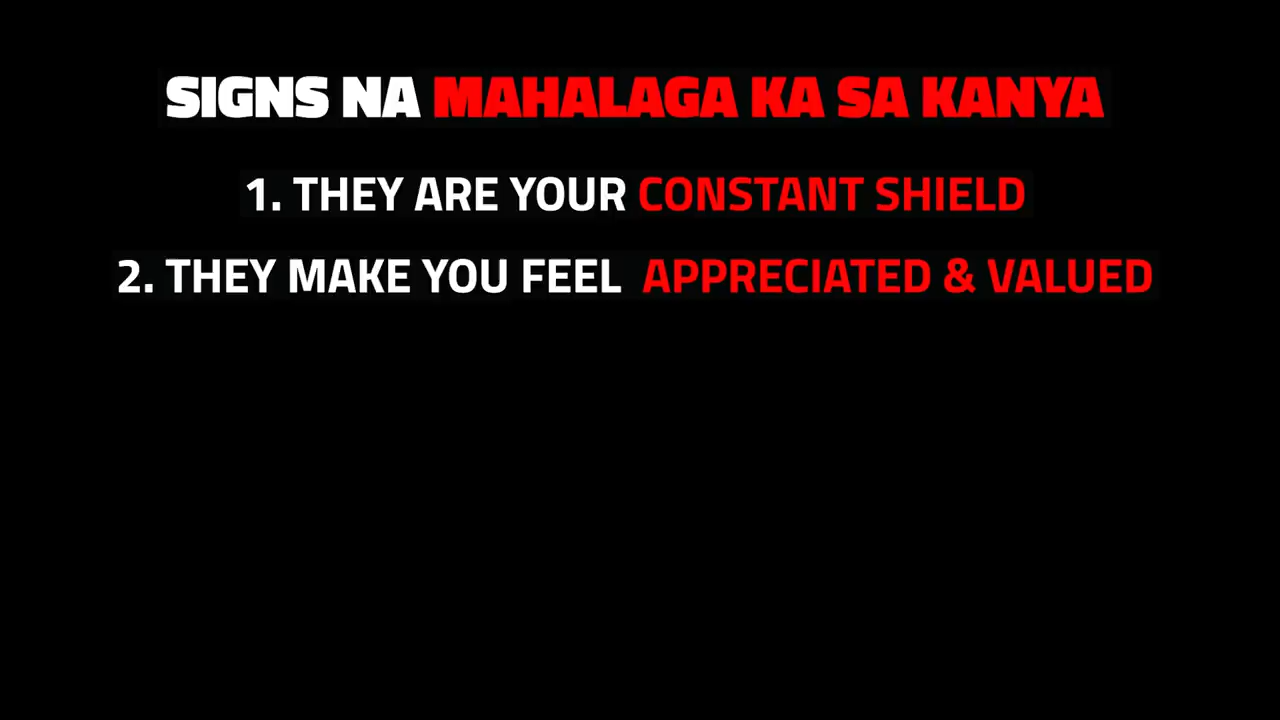 SIGNS NA MAHALAGA KA SA KANYA
1. THEY ARE YOUR CONSTANT SHIELD
2. THEY MAKE YOU FEEL APPRECIATED & VALUED